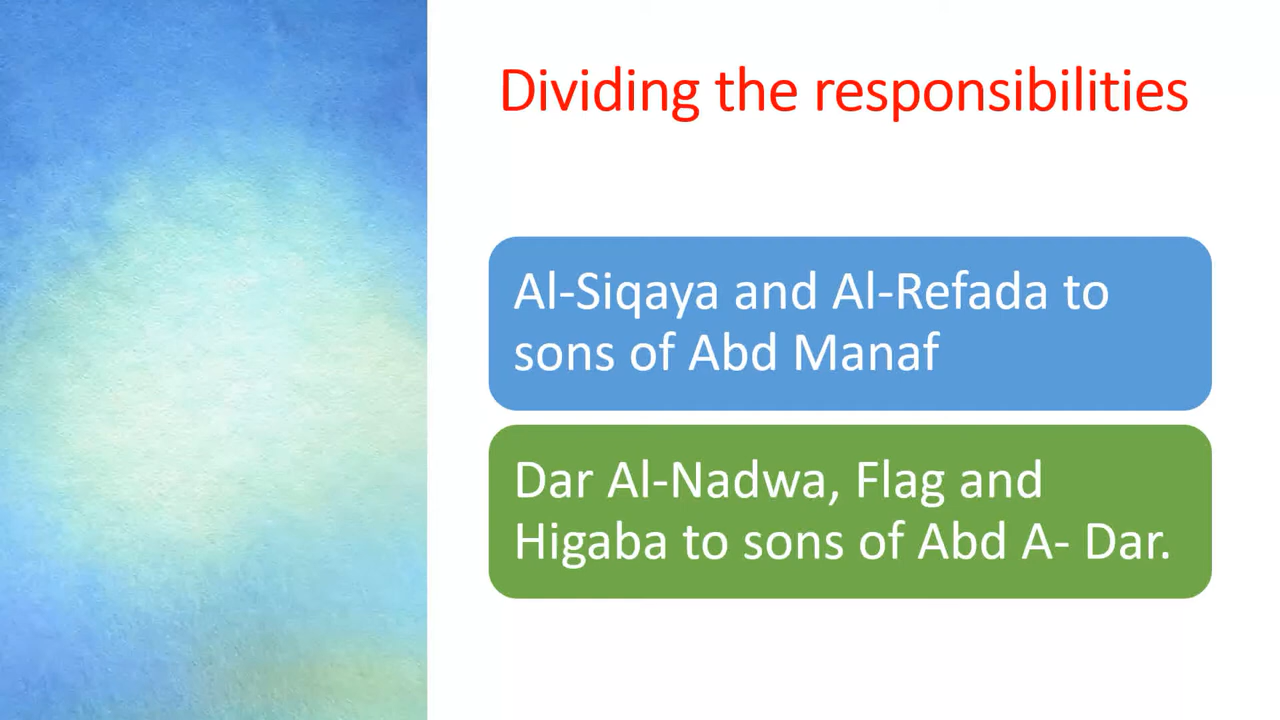 Dividing the responsibilities
Al-Siqaya and Al-Refada to
sons of Abd Manaf
Dar Al-Nadwa, Flag and
Higaba to sons of Abd A- Dar.